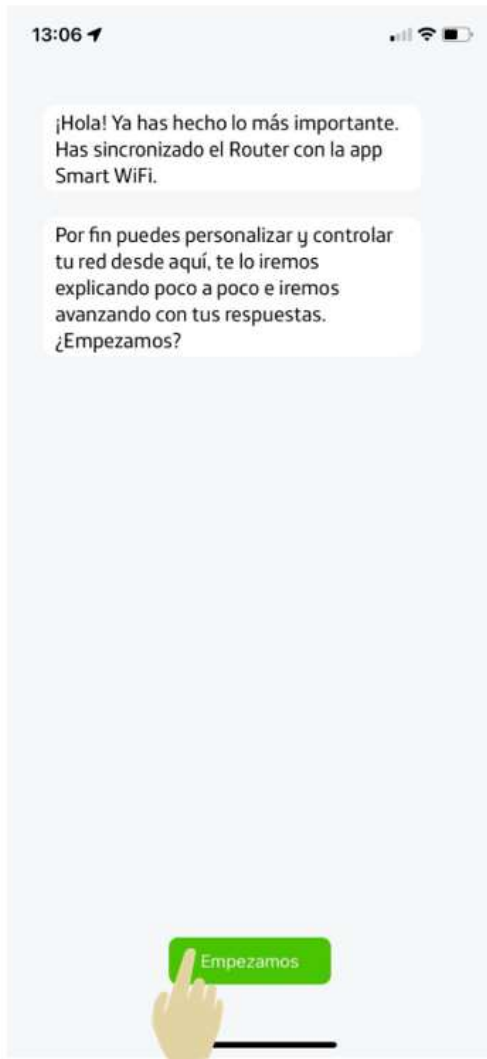 13:06
¡Hola! Ya has hecho lo más importante.
Has sincronizado el Router con la app
Smart WiFi.
Por fin puedes personalizar y controlar
tu red desde aquí, te lo iremos
explicando poco a poco e iremos
avanzando con tus respuestas.
¿Empezamos?
Empezamos